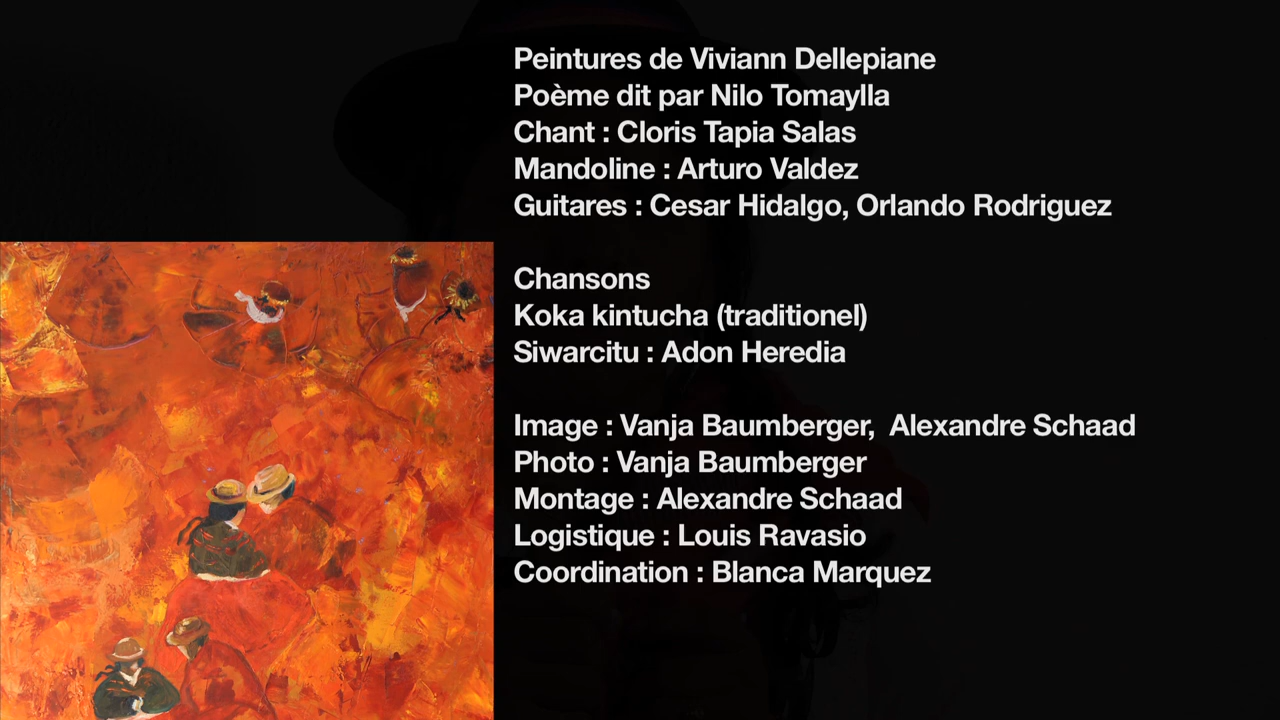 Peintures de Viviann Dellepiane
Poème dit par Nilo Tomaylla
Chant : Cloris Tapia Salas
Mandoline : Arturo Valdez
Guitares : Cesar Hidalgo, Orlando Rodriguez
Chansons
Koka kintucha (traditionel)
Siwarcitu : Adon Heredia
Image : Vanja Baumberger,  Alexandre Schaad
Photo : Vanja Baumberger
Montage : Alexandre Schaad
Logistique : Louis Ravasio
Coordination : Blanca Marquez